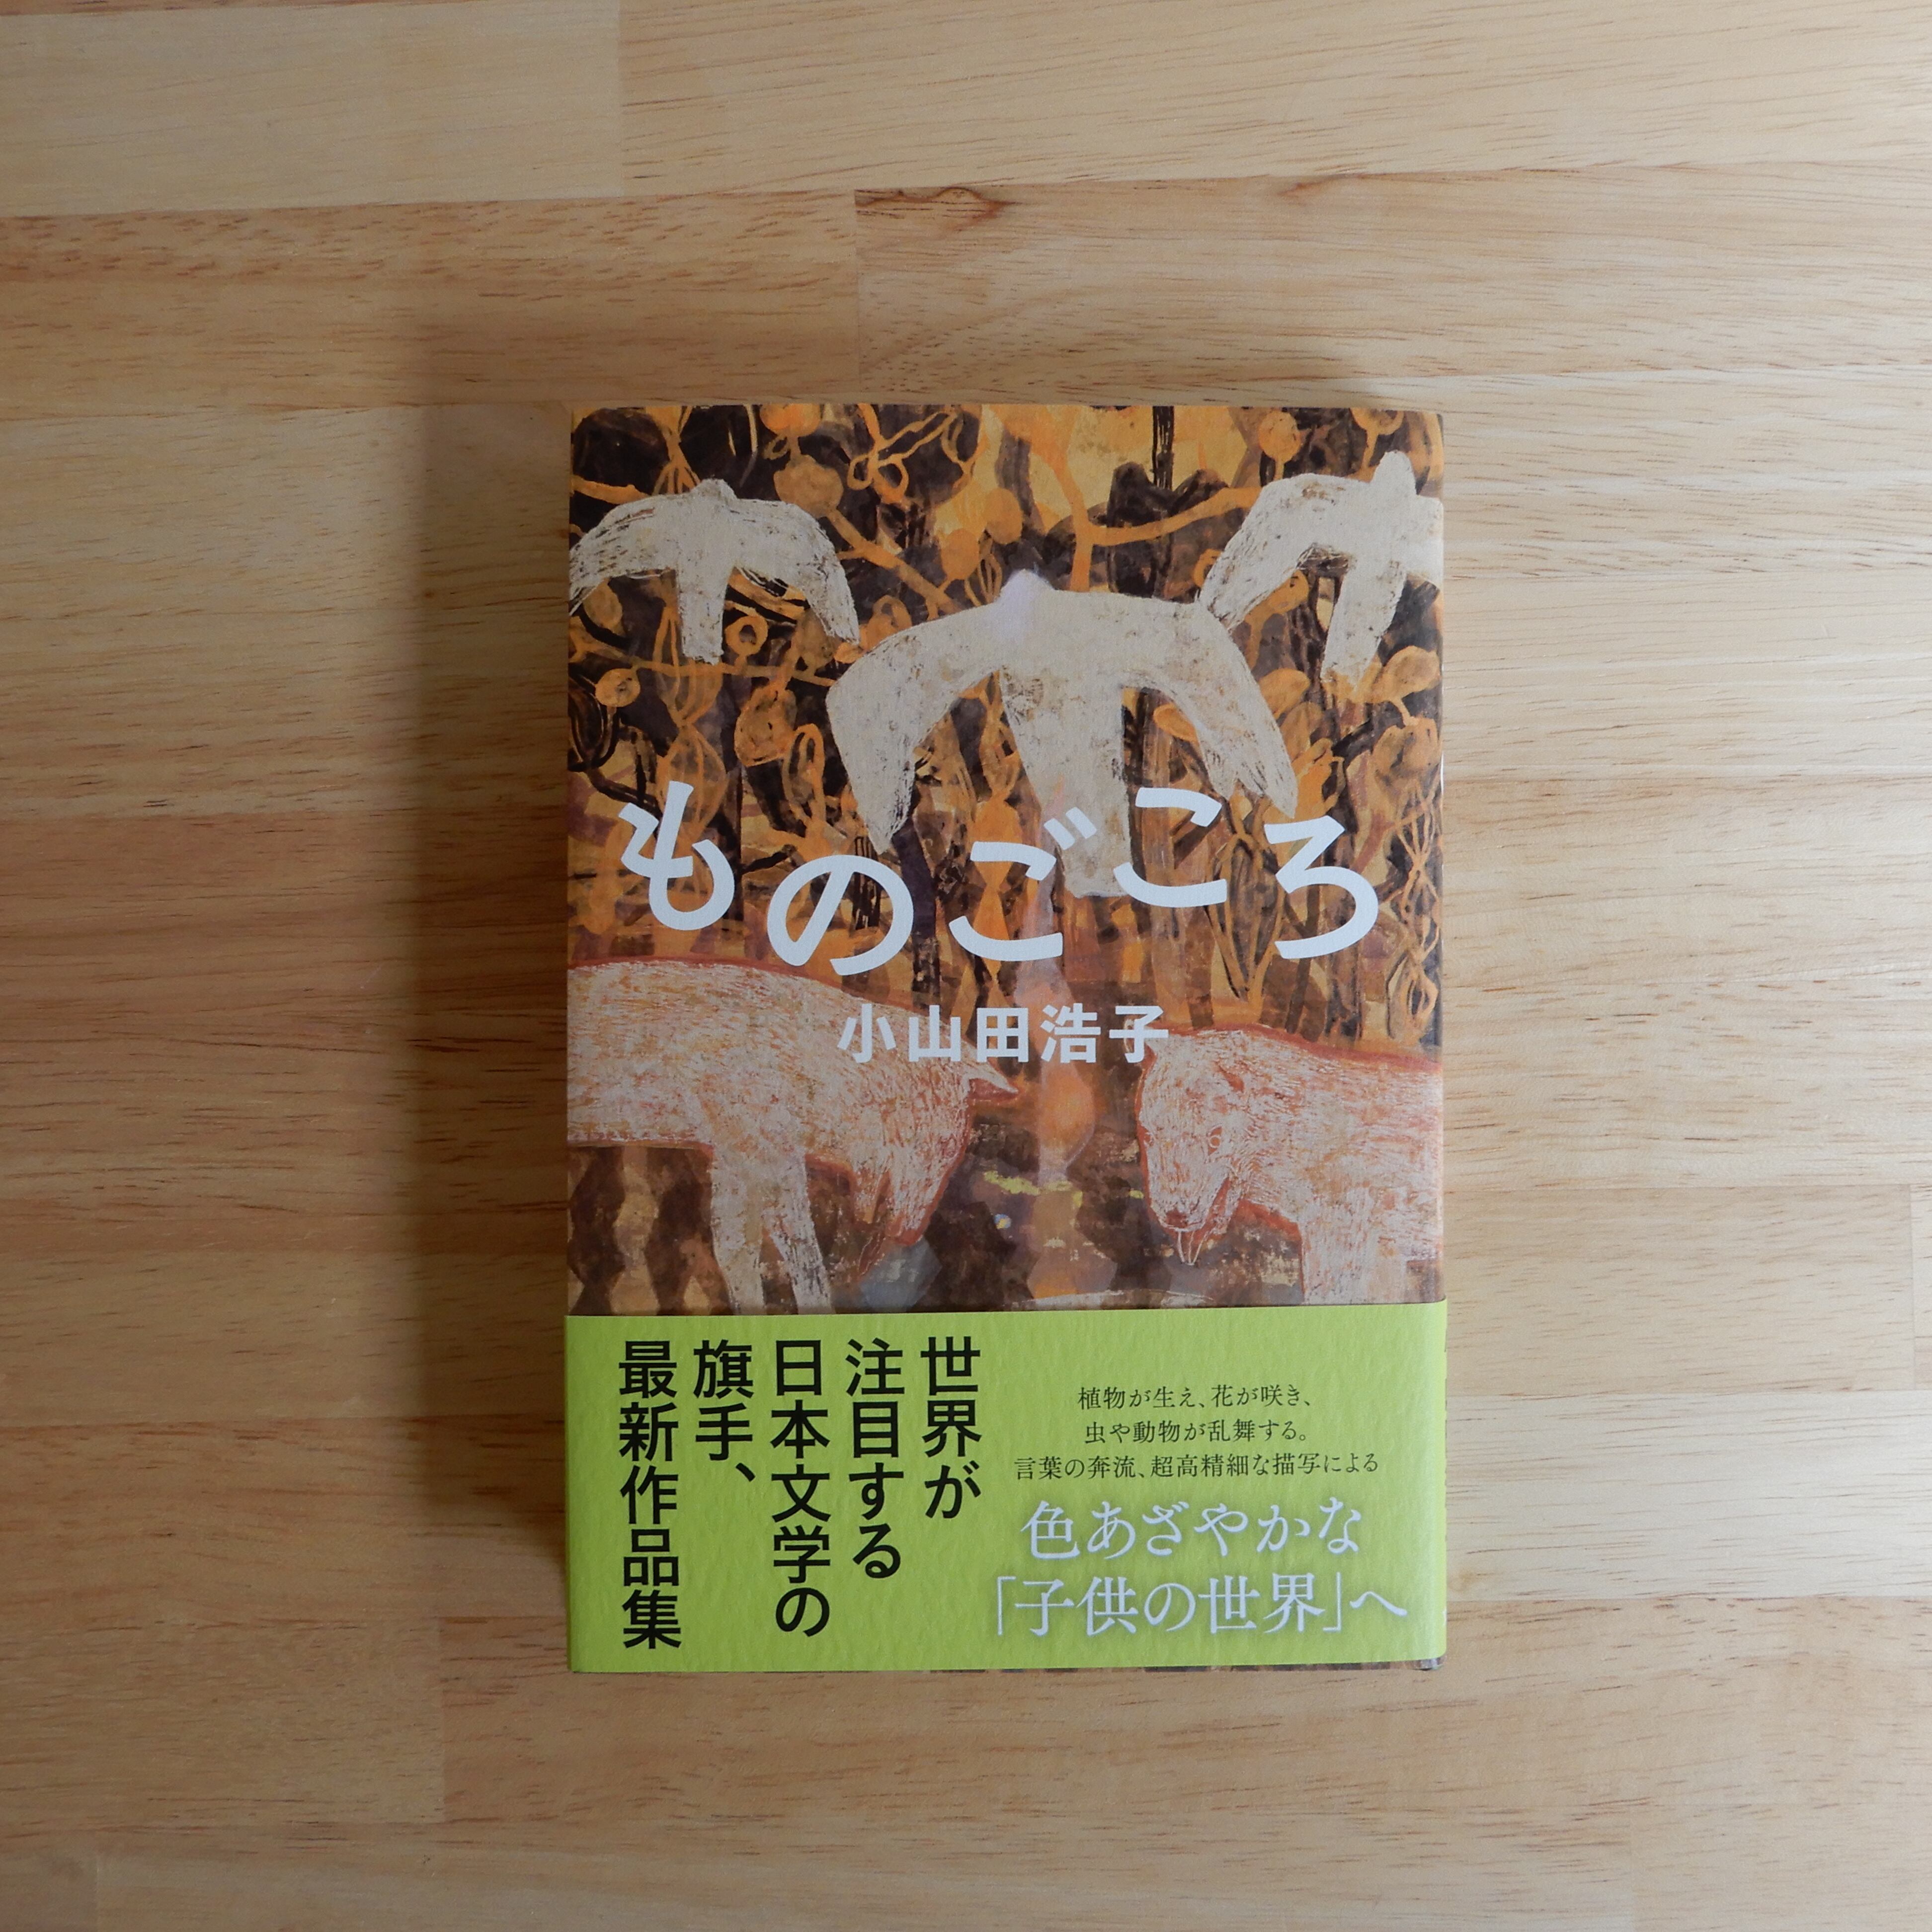 ものごころ
小山田浩子
世界が
注目する
日本文学の
旗手、
最新作品集
植物が生え、花が咲き、
虫や動物が乱舞する。
言葉の奔流、超高精細な描写による
色あざやかな
「子供の世界」へ